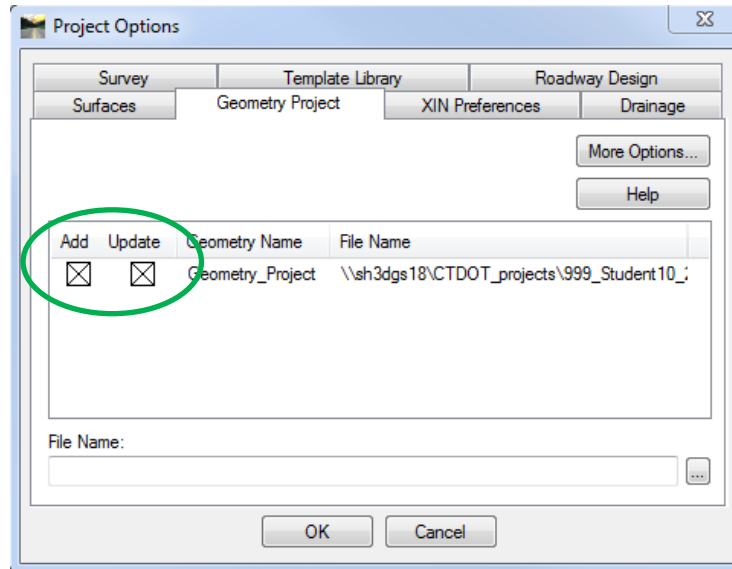 Project Options
Survey Template Library Roadway Design
Surfaces Geometry Project XIN Preferences Drainage
More Options...
Help
Add Update Geometry Name File Name
Geometry_Project \\sh3dgs18\CTDOT_projects\999_Student10_
File Name:
...
OK Cancel